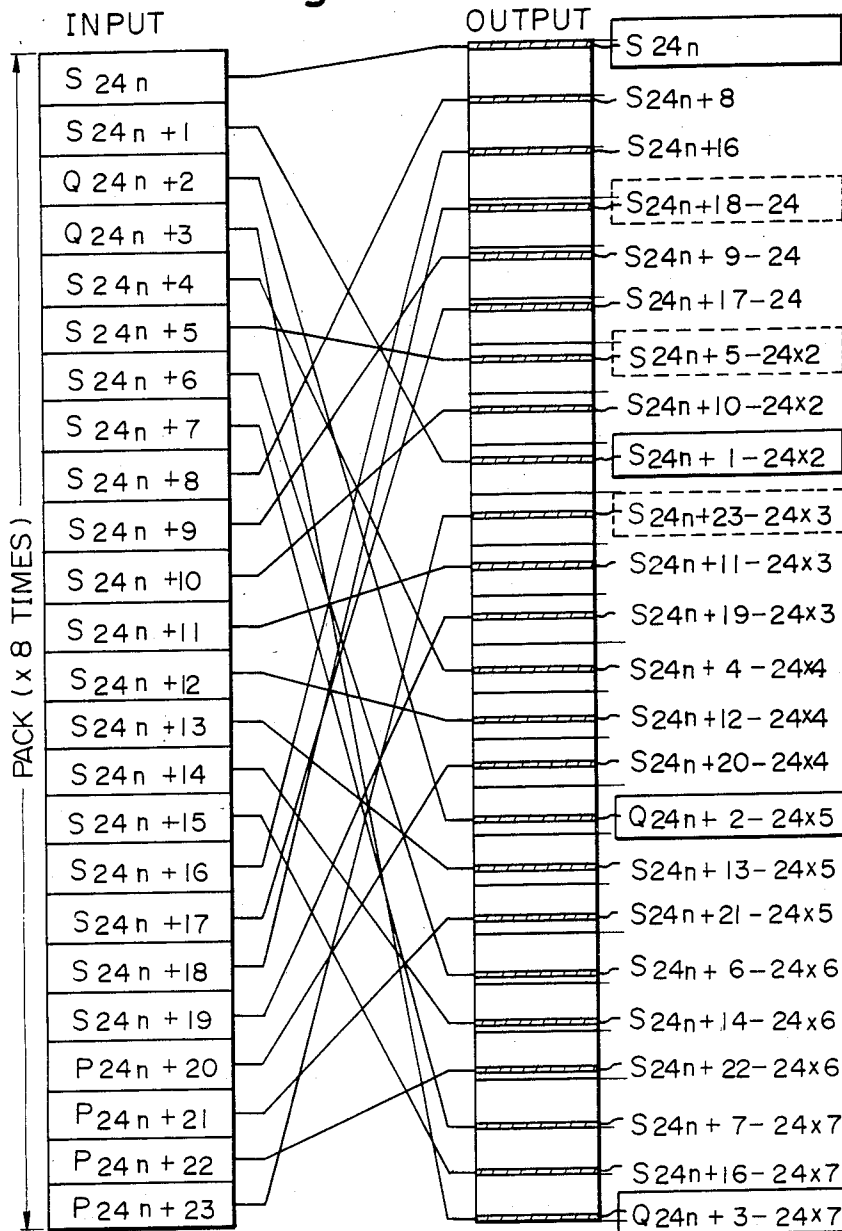 INPUT
S 24n
S 24n +1
Q 24n +2
Q 24n +3
S 24n +4
S 24n +5
S 24n +6
S 24n +7
S 24n +8
S 24n +9
S 24n +10
S 24n +11
S 24n +12
S 24n +13
S 24n +14
S 24n +15
S 24n +16
S 24n +17
S 24n +18
S 24n +19
P 24n +20
P 24n +21
P 24n +22
P 24n +23
PACK (x 8 TIMES)
OUTPUT
S 24n
S24n+8
S24n+16
S24n+18-24
S24n+9-24
S24n+17-24
S24n+5-24x2
S24n+10-24x2
S24n+1-24x2
S24n+23-24x3
S24n+11-24x3
S24n+19-24x3
S24n+4-24x4
S24n+12-24x4
S24n+20-24x4
Q24n+2-24x5
S24n+13-24x5
S24n+21-24x5
S24n+6-24x6
S24n+14-24x6
S24n+22-24x6
S24n+7-24x7
S24n+16-24x7
Q24n+3-24x7